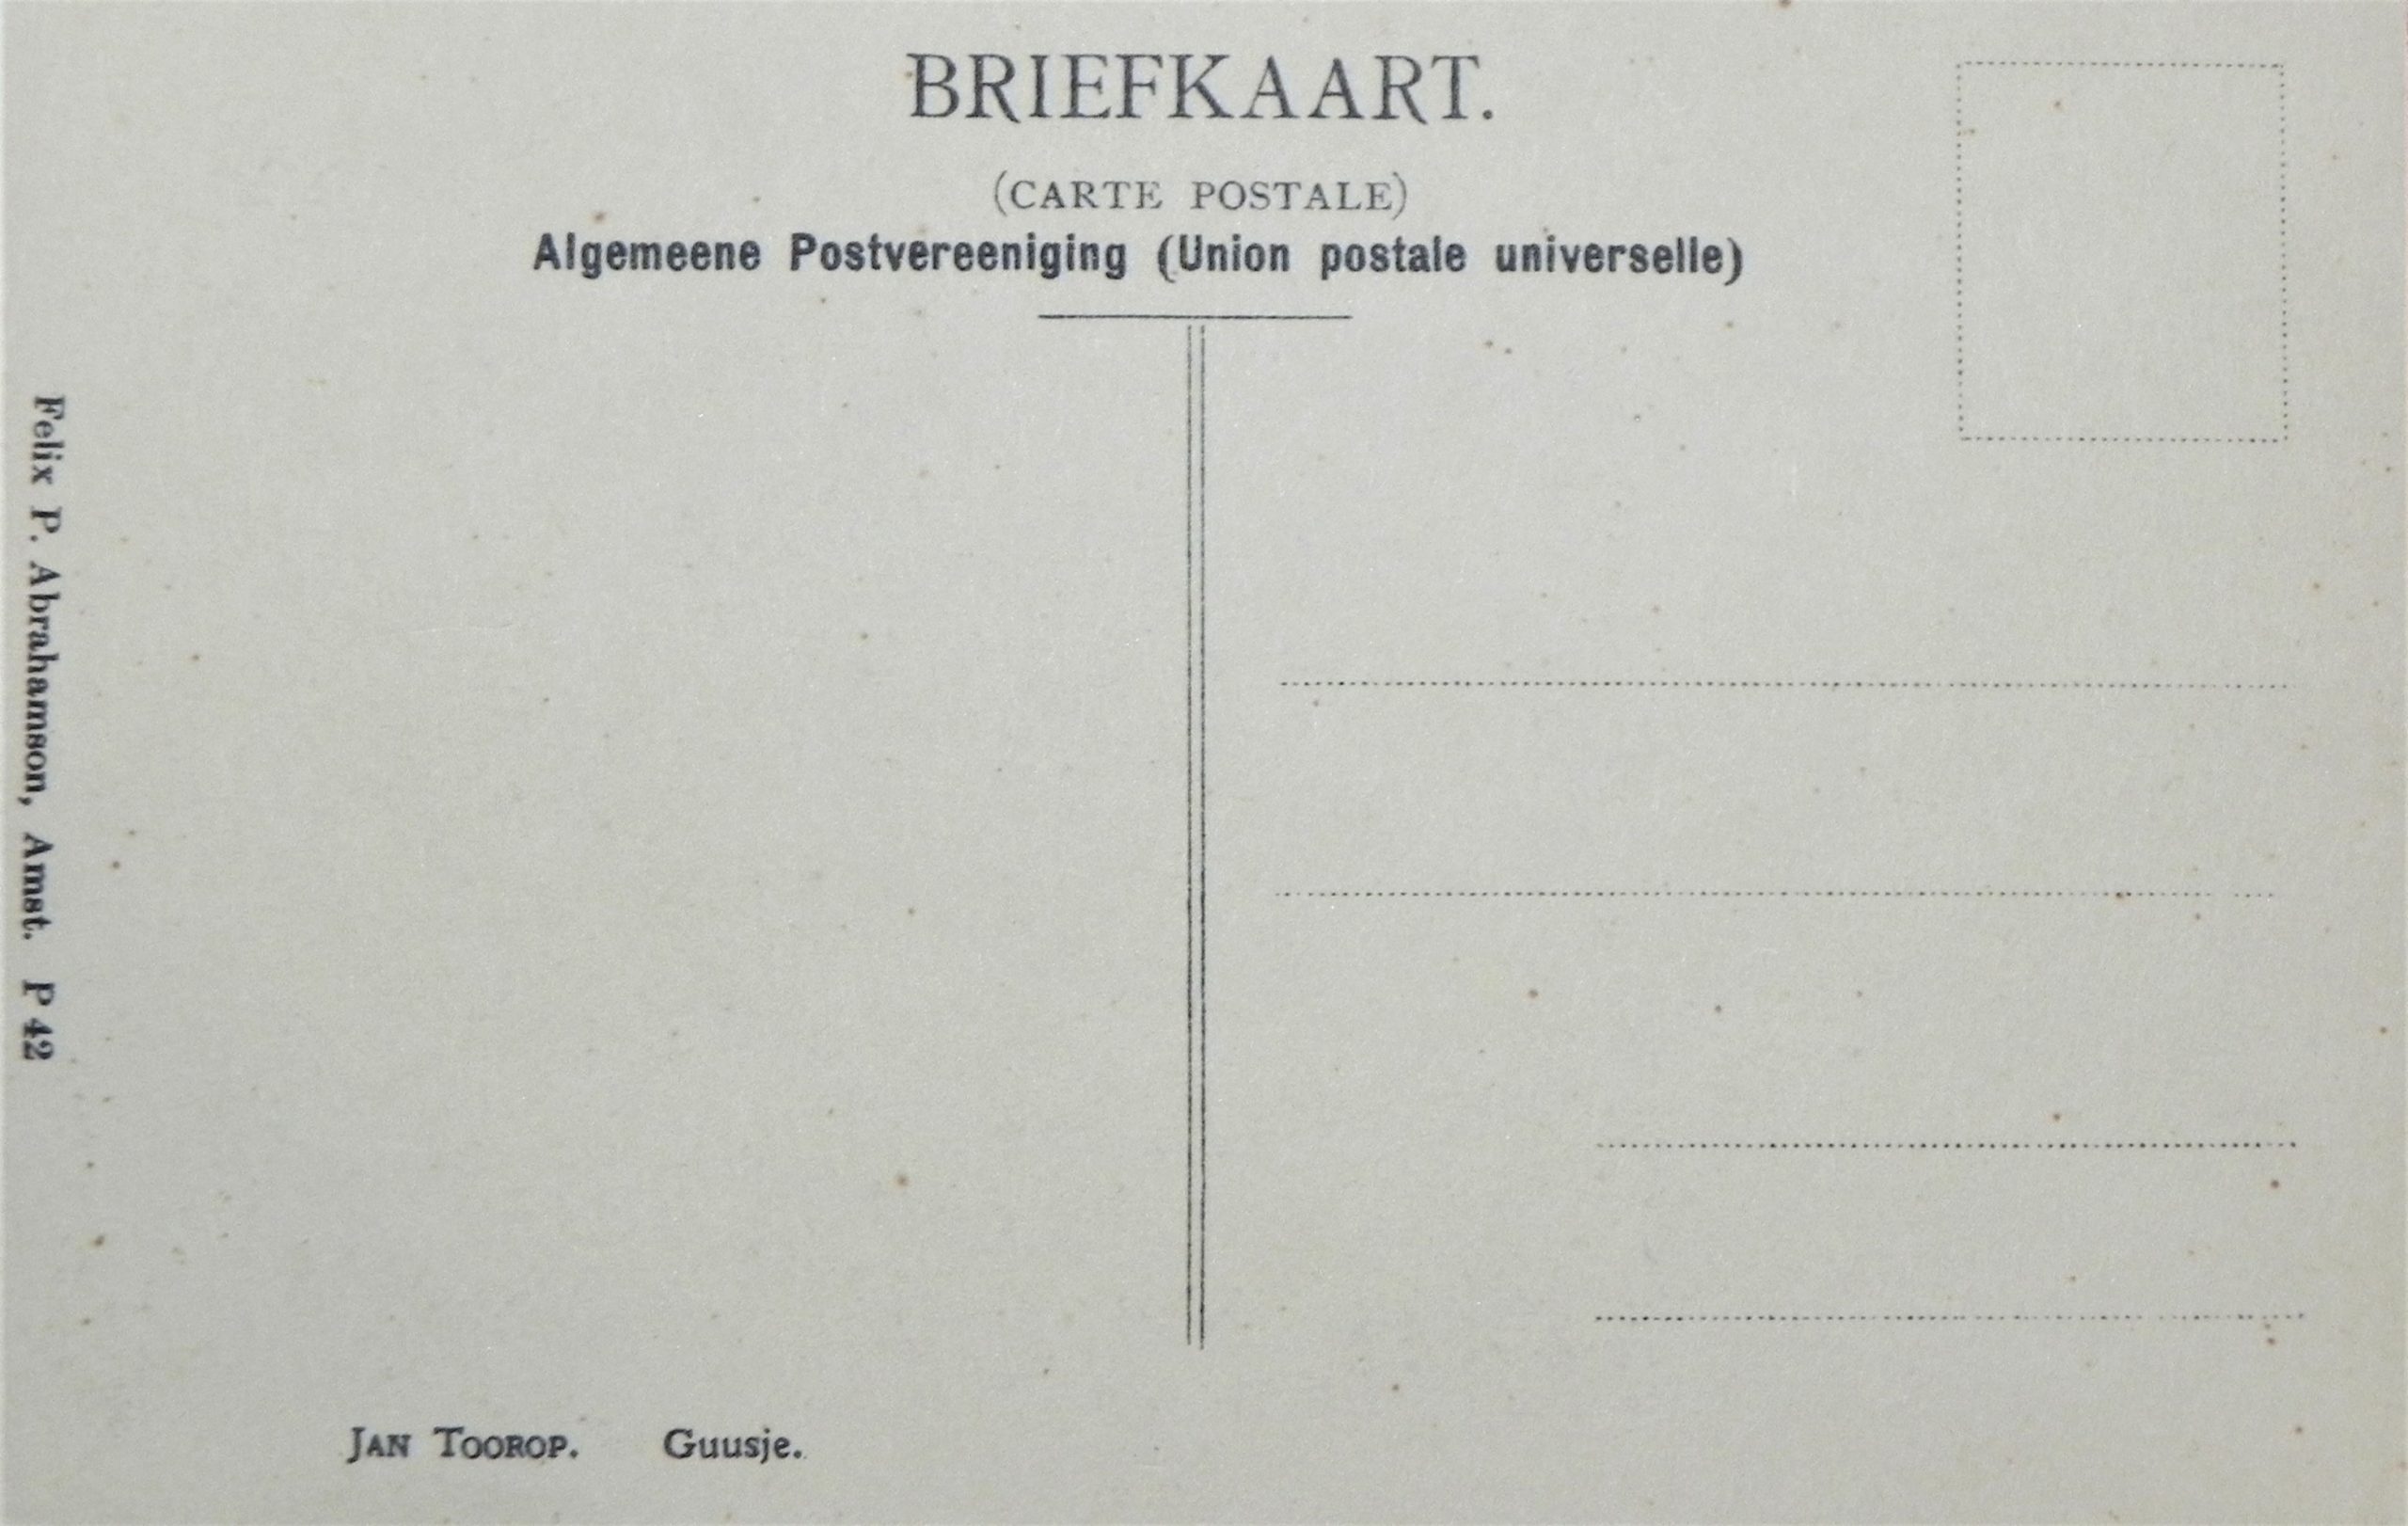 BRIEFKAART.
(CARTE POSTALE)
Algemeene Postvereeniging (Union postale universelle)
Felix P. Abrahamson, Amst. P 42
JAN TOOROP. Guusje.